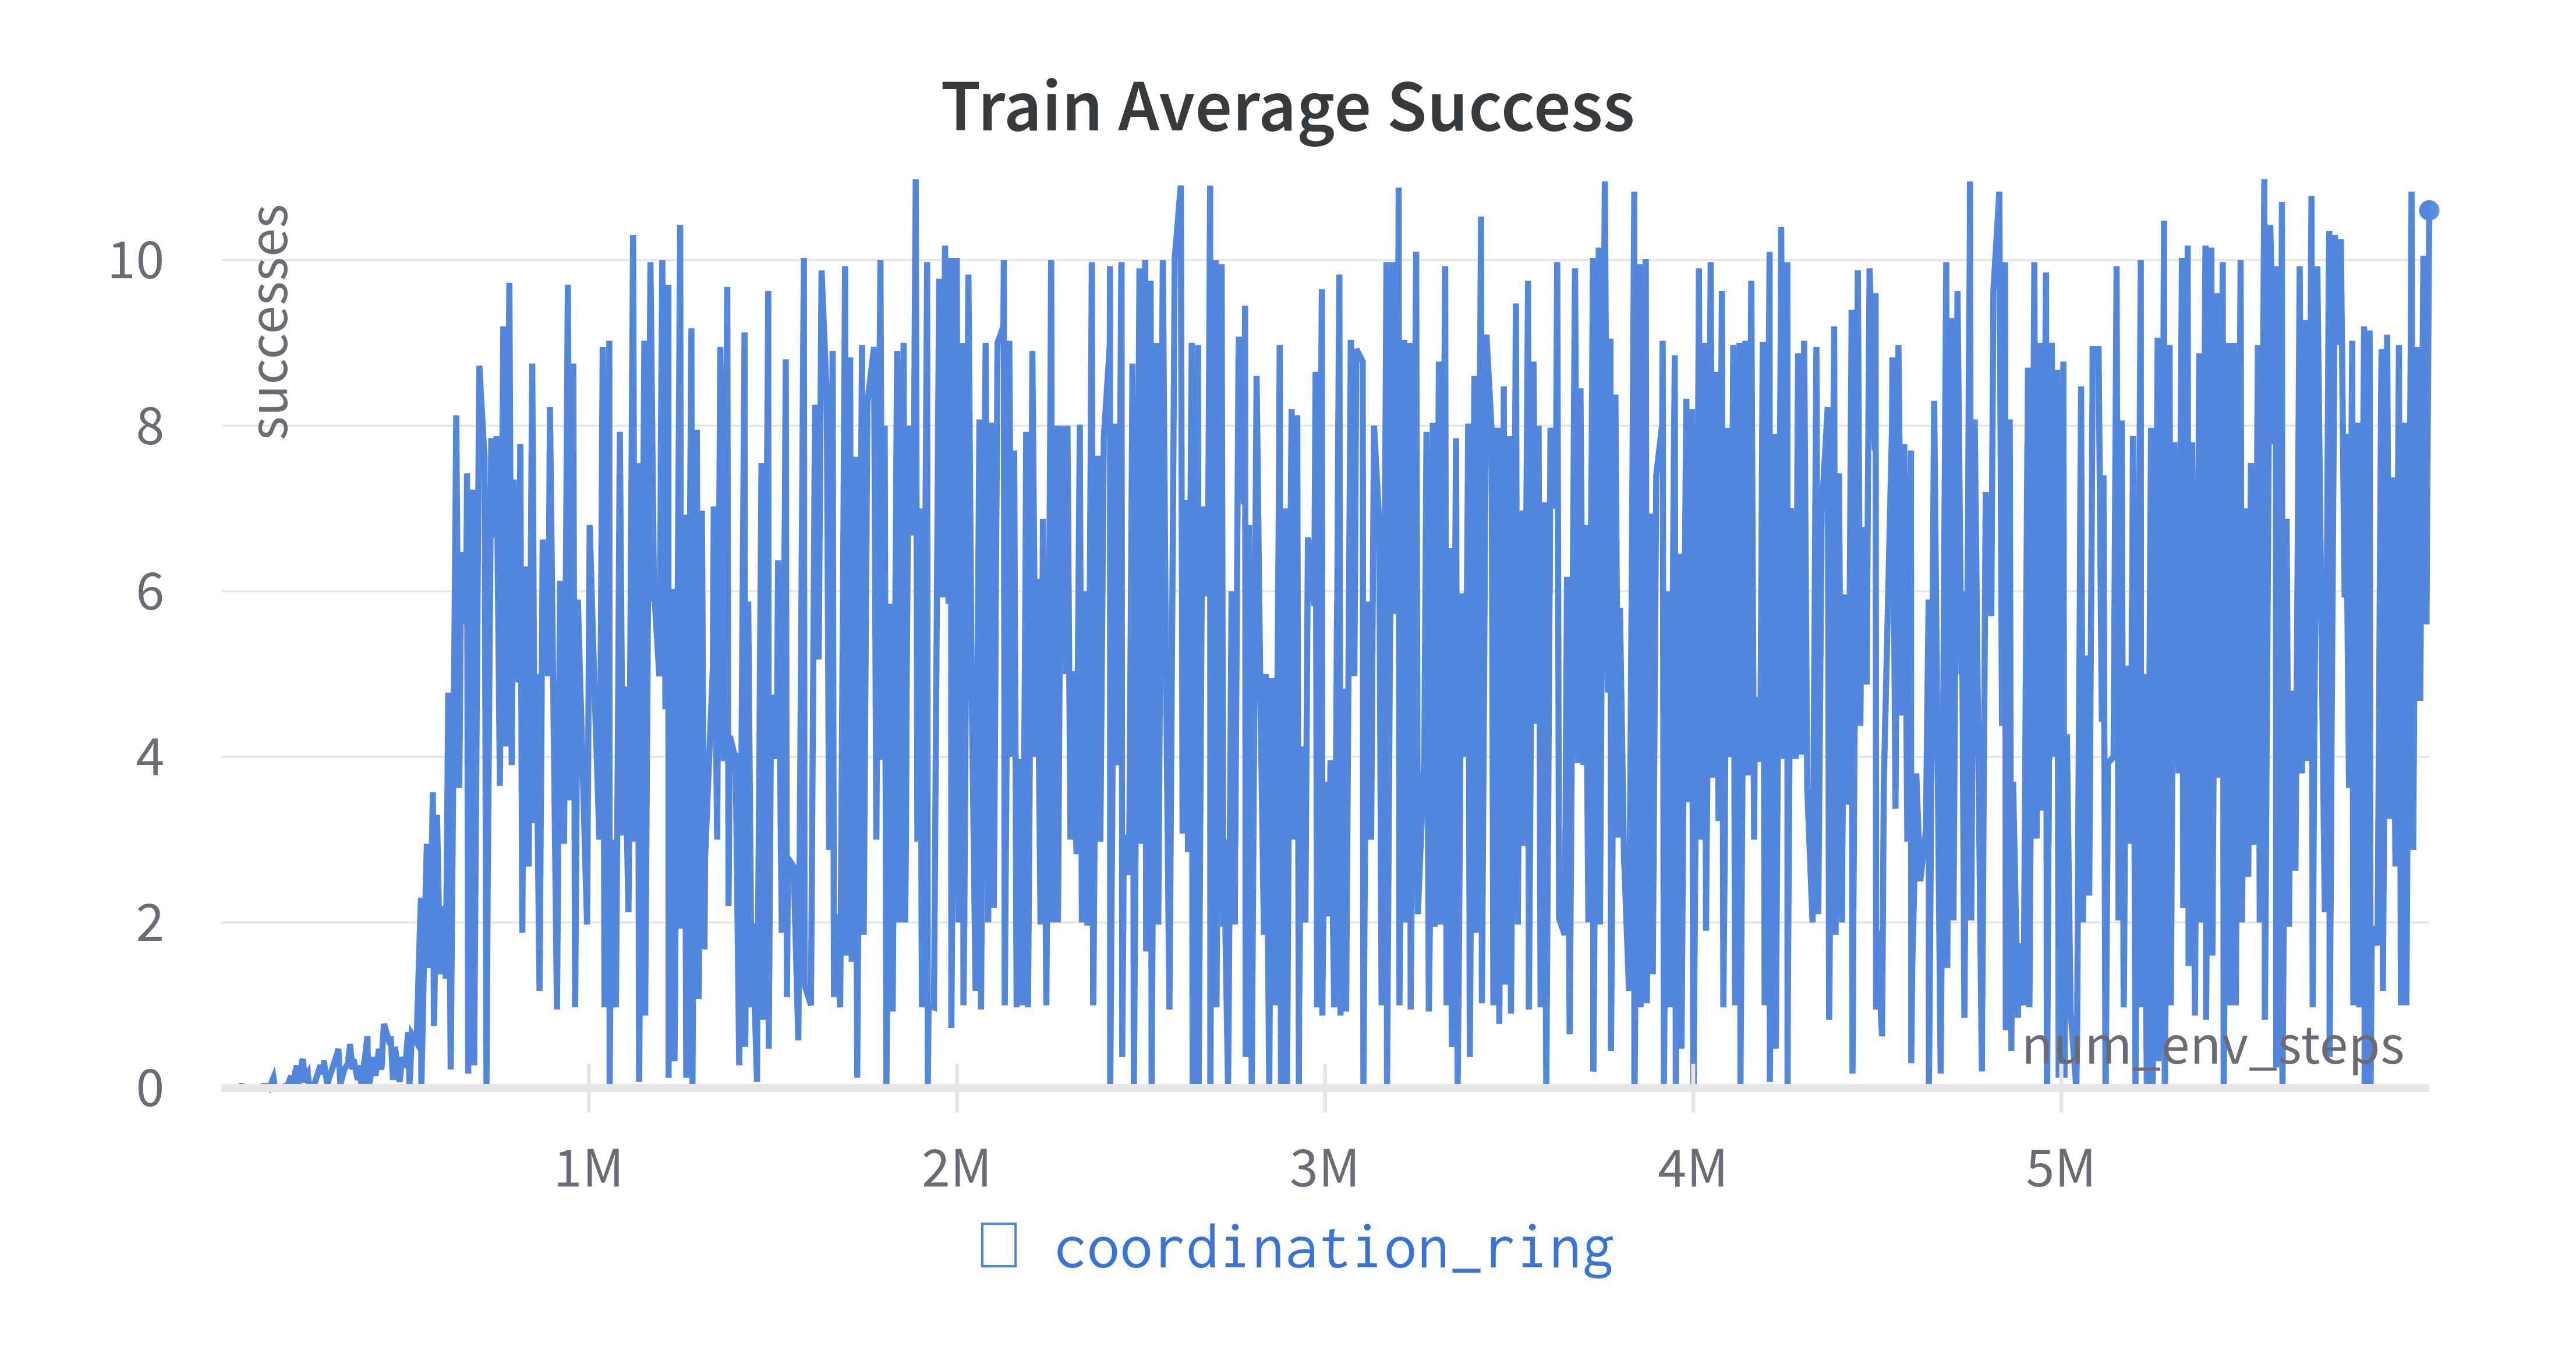 Train Average Success
successes
10
8
6
4
2
0
num_env_steps
1M 2M 3M 4M 5M
coordination_ring